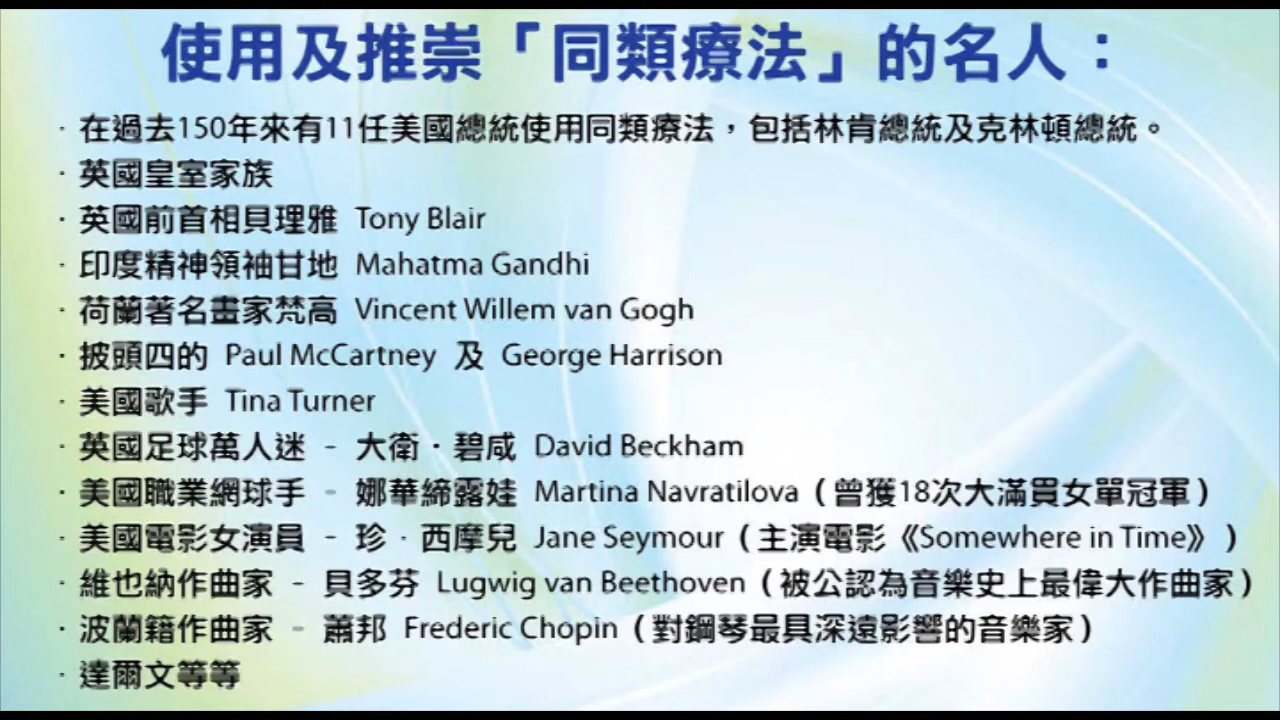 使用及推崇「同類療法」的名人：
· 在過去150年來有11任美國總統使用同類療法，包括林肯總統及克林頓總統。
· 英國皇室家族
· 英國前首相貝理雅 Tony Blair
· 印度精神領袖甘地 Mahatma Gandhi
· 荷蘭著名畫家梵高 Vincent Willem van Gogh
· 披頭四的 Paul McCartney 及 George Harrison
· 美國歌手 Tina Turner
· 英國足球萬人迷 - 大衛·碧咸 David Beckham
· 美國職業網球手 - 娜華締露娃 Martina Navratilova（曾獲18次大滿貫女單冠軍）
· 美國電影女演員 - 珍·西摩兒 Jane Seymour（主演電影《Somewhere in Time》）
· 維也納作曲家 - 貝多芬 Lugwig van Beethoven（被公認為音樂史上最偉大作曲家）
· 波蘭籍作曲家 - 蕭邦 Frederic Chopin（對鋼琴最具深遠影響的音樂家）
· 達爾文等等